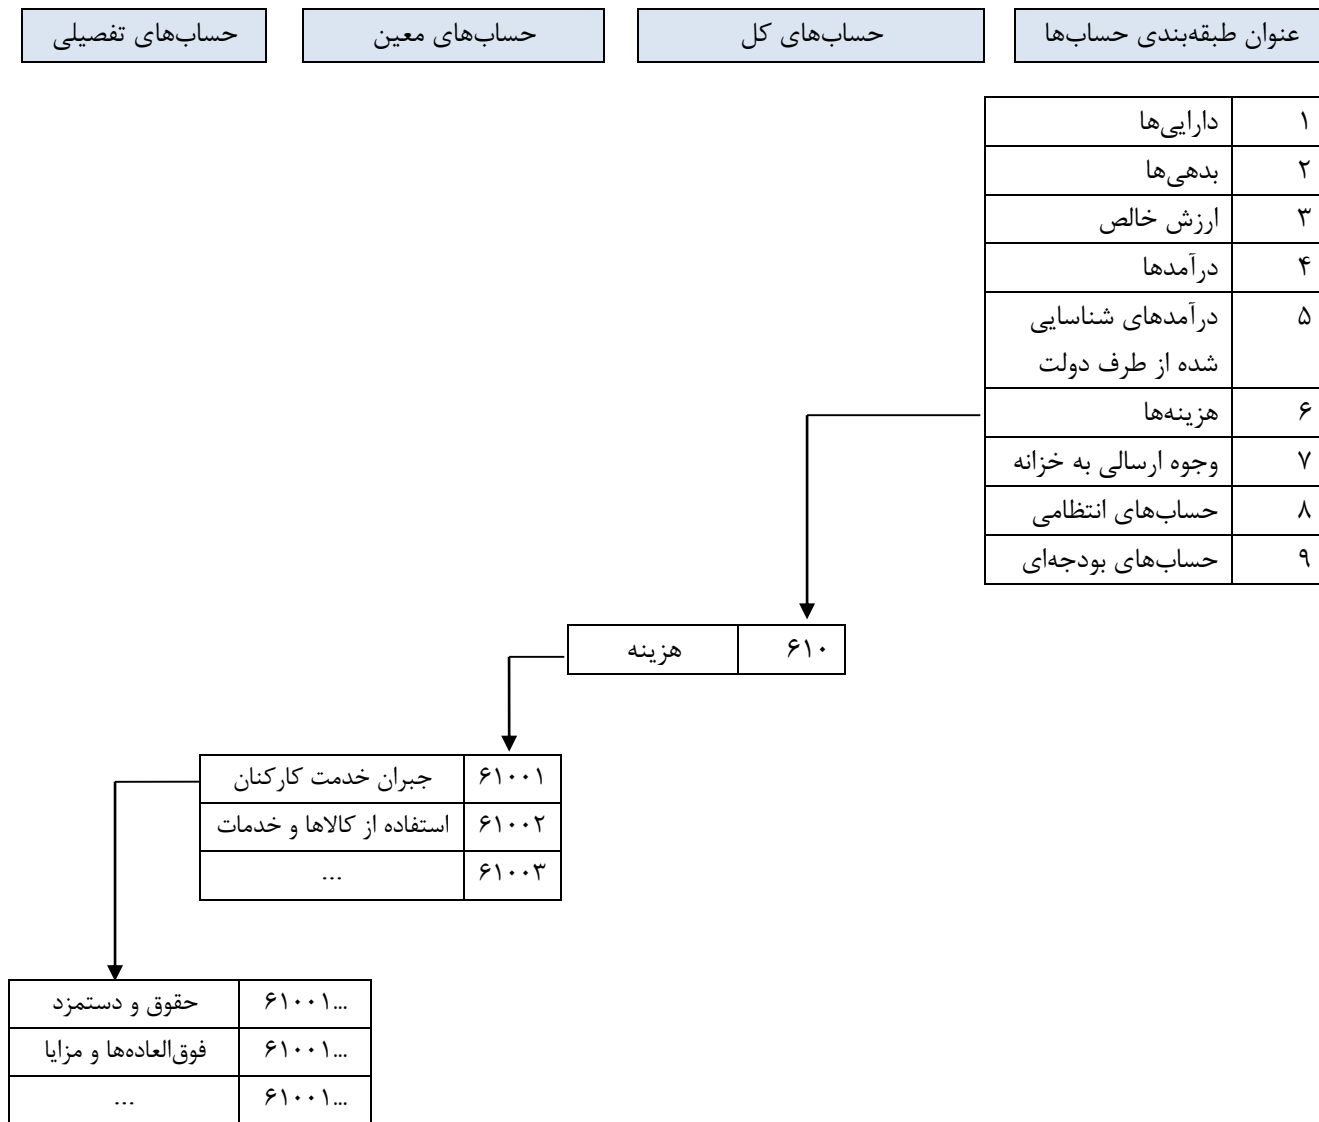 عنوان طبقه‌بندی حساب‌ها
حساب‌های کل
حساب‌های معین
حساب‌های تفصیلی
۱ دارایی‌ها
۲ بدهی‌ها
۳ ارزش خالص
۴ درآمدها
۵ درآمدهای شناسایی
شده از طرف دولت
۶ هزینه‌ها
۷ وجوه ارسالی به خزانه
۸ حساب‌های انتظامی
۹ حساب‌های بودجه‌ای
۶۱۰ هزینه
۶۱۰۰۱ جبران خدمت کارکنان
۶۱۰۰۲ استفاده از کالاها و خدمات
۶۱۰۰۳ ...
۶۱۰۰۱... حقوق و دستمزد
۶۱۰۰۱... فوق‌العاده‌ها و مزایا
۶۱۰۰۱... ...